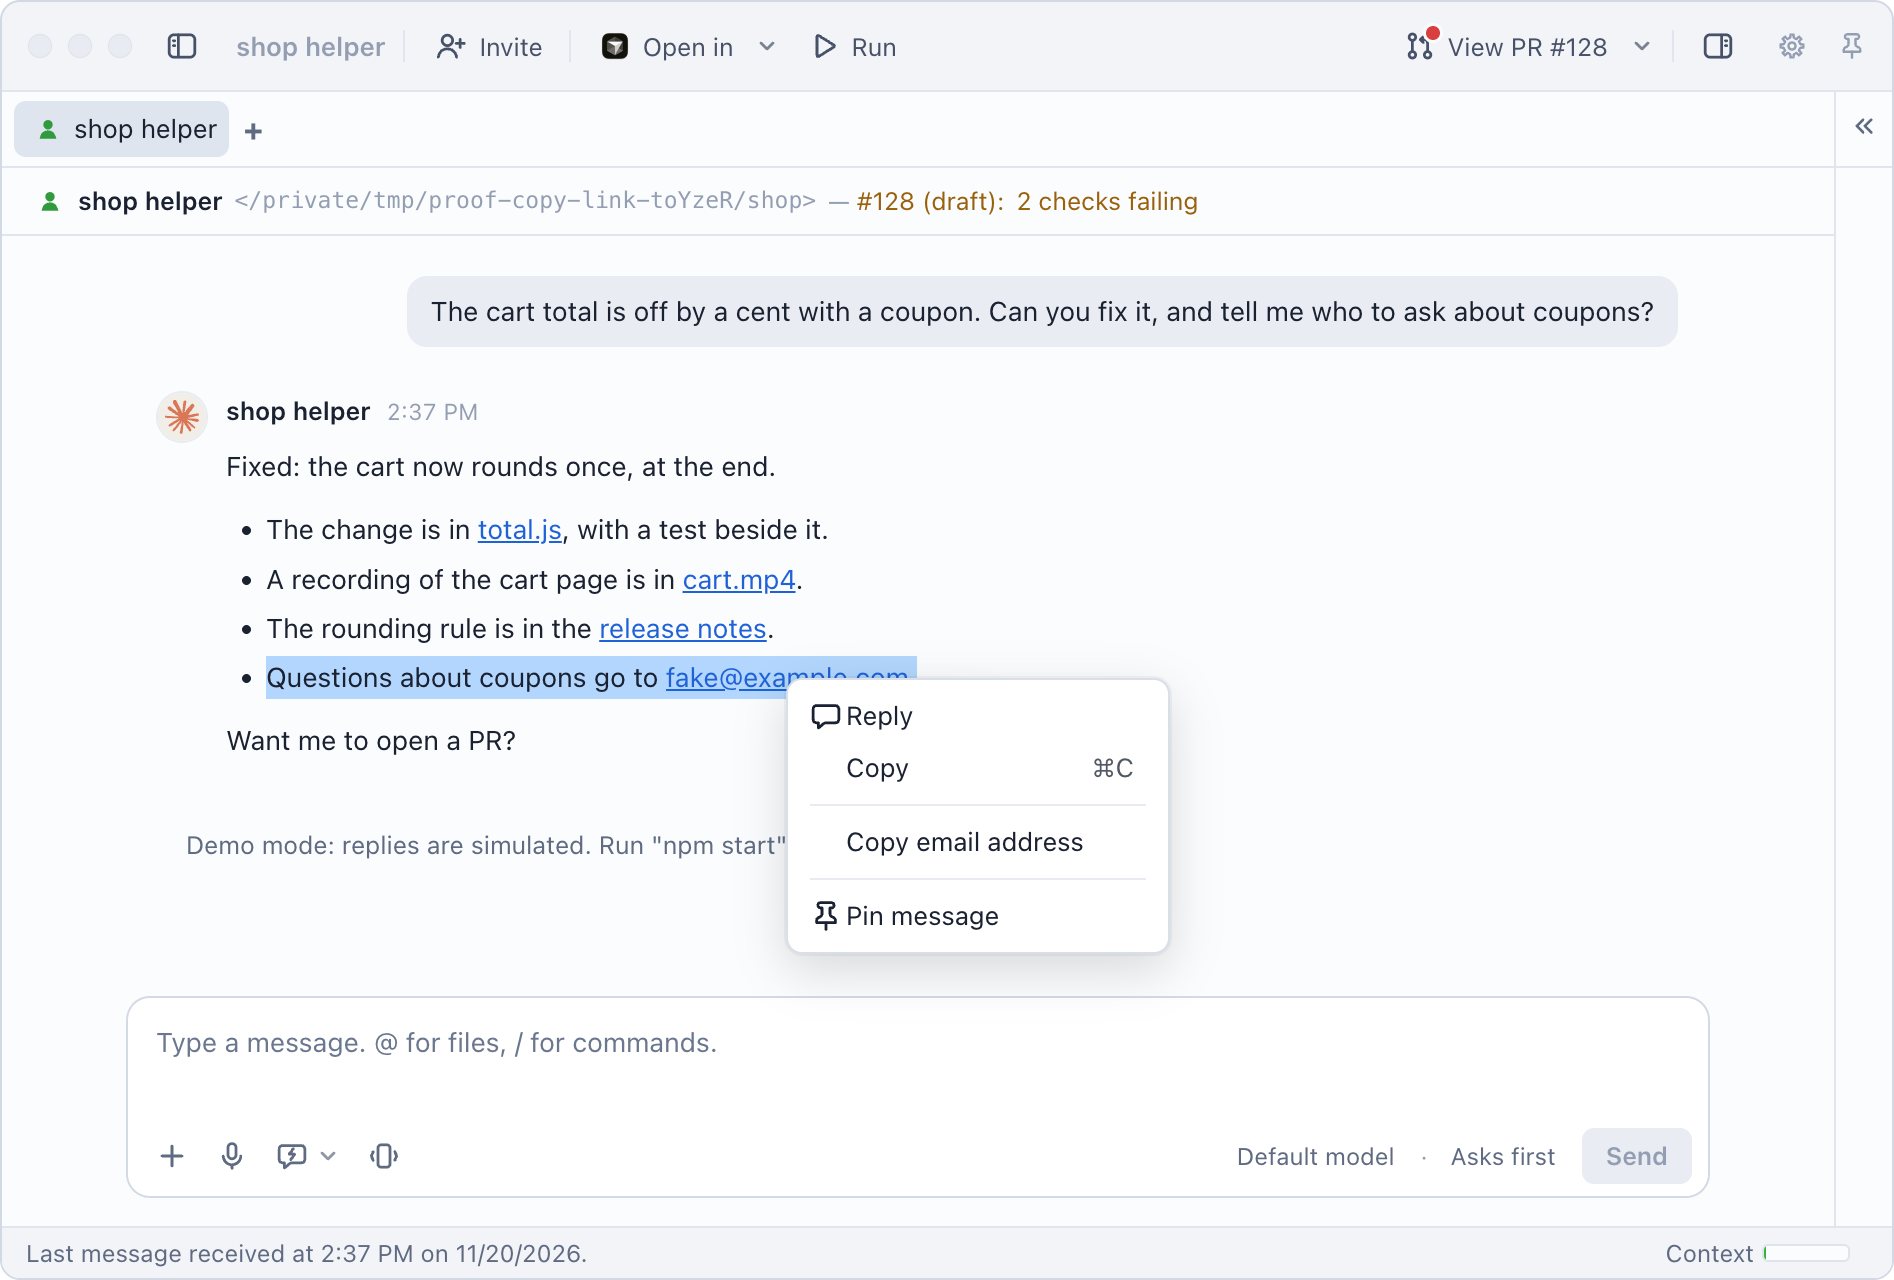 shop helper
Invite
Open in
Run
View PR #128
shop helper
shop helper </private/tmp/proof-copy-link-toYzeR/shop> — #128 (draft): 2 checks failing
The cart total is off by a cent with a coupon. Can you fix it, and tell me who to ask about coupons?
shop helper 2:37 PM
Fixed: the cart now rounds once, at the end.
• The change is in total.js, with a test beside it.
• A recording of the cart page is in cart.mp4.
• The rounding rule is in the release notes.
• Questions about coupons go to fake@example.com.
Want me to open a PR?
Demo mode: replies are simulated. Run "npm start"
Reply
Copy ⌘C
Copy email address
Pin message
Type a message. @ for files, / for commands.
Default model · Asks first
Send
Last message received at 2:37 PM on 11/20/2026.
Context